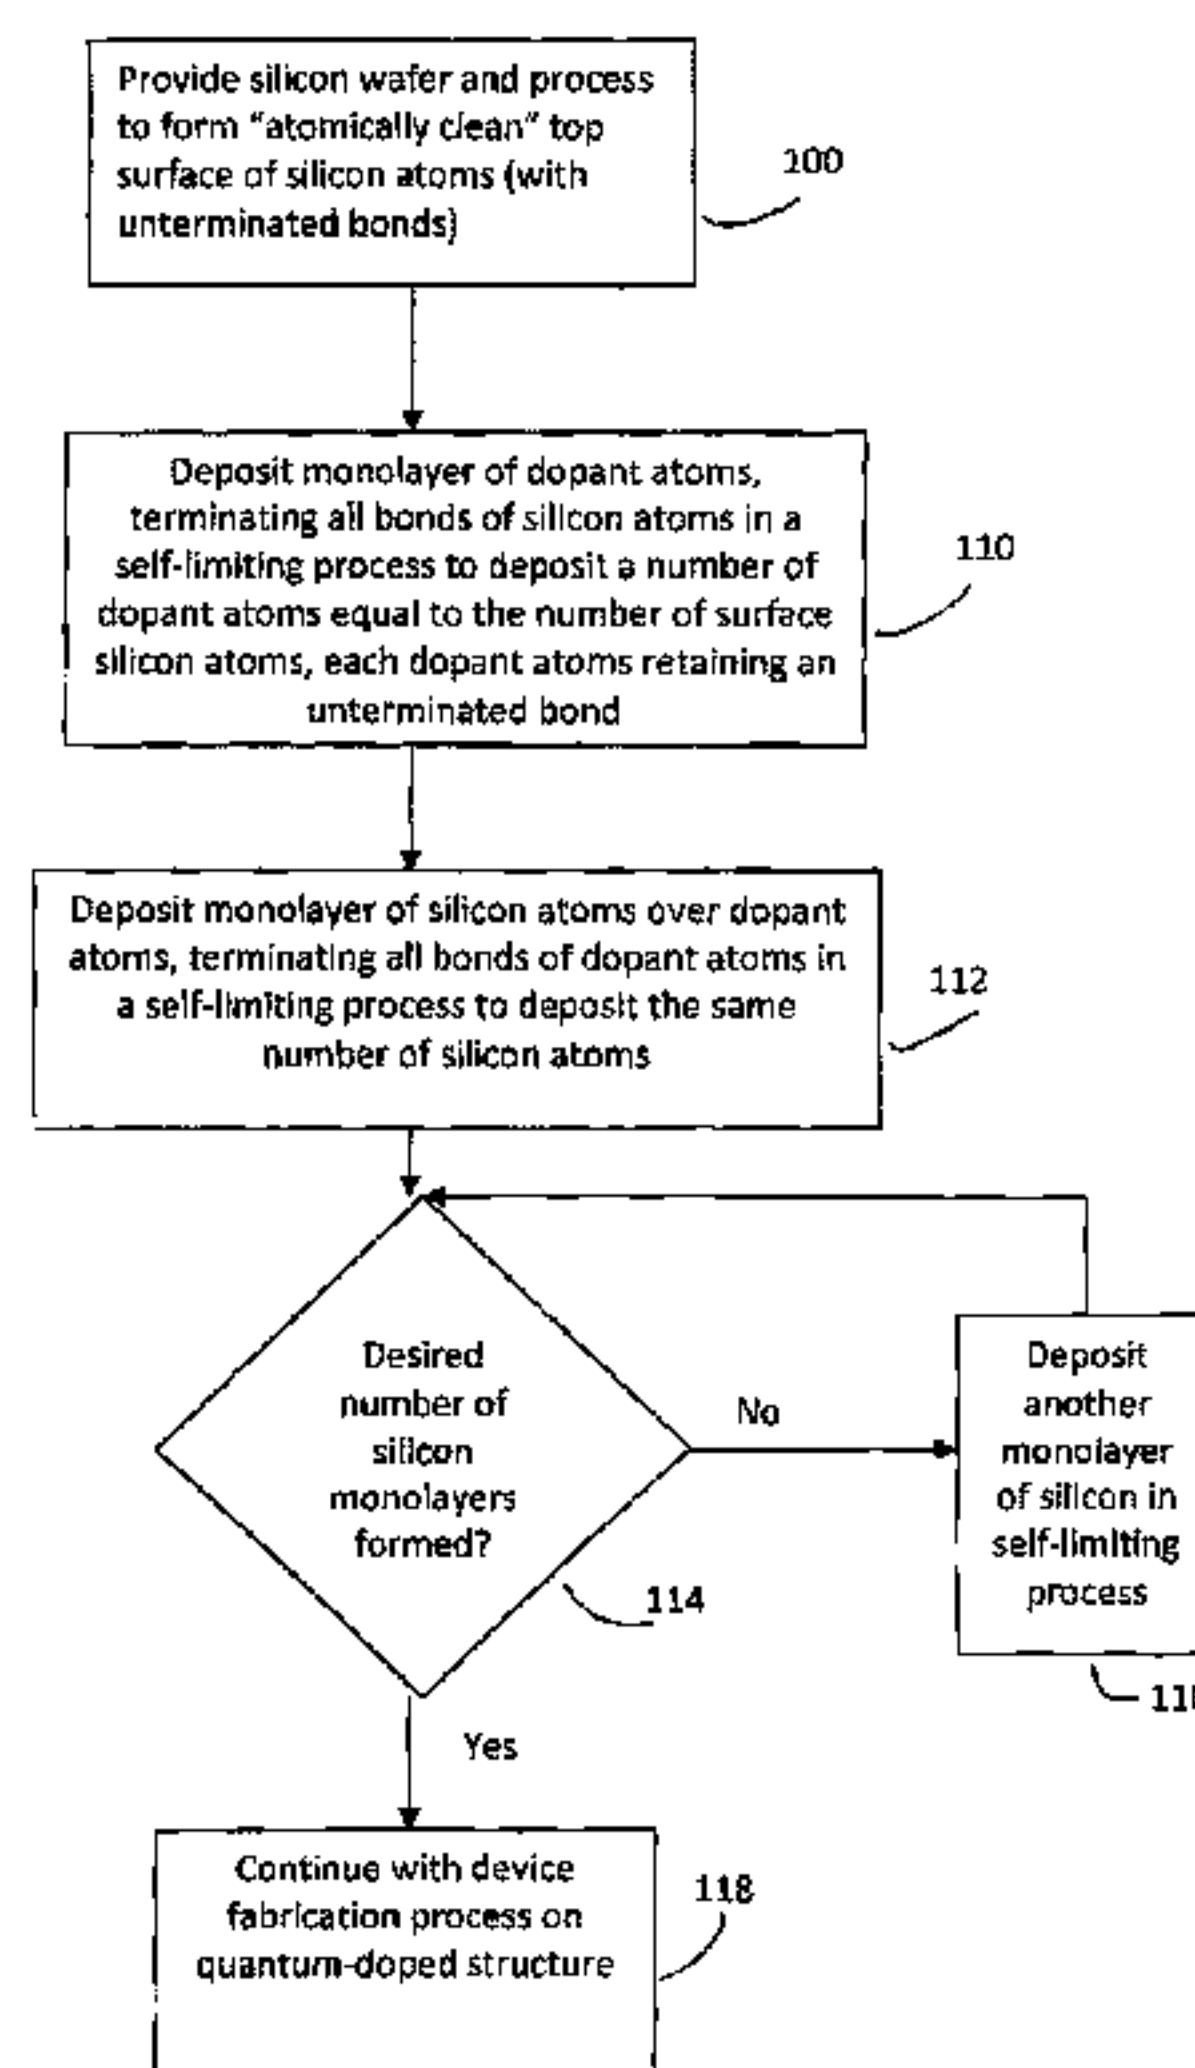 Provide silicon wafer and process
to form "atomically clean" top
surface of silicon atoms (with
unterminated bonds)
100
Deposit monolayer of dopant atoms,
terminating all bonds of silicon atoms in a
self-limiting process to deposit a number of
dopant atoms equal to the number of surface
silicon atoms, each dopant atoms retaining an
unterminated bond
110
Deposit monolayer of silicon atoms over dopant
atoms, terminating all bonds of dopant atoms in
a self-limiting process to deposit the same
number of silicon atoms
112
Desired
number of
silicon
monolayers
formed?
No
Deposit
another
monolayer
of silicon in
self-limiting
process
114
Yes
Continue with device
fabrication process on
quantum-doped structure
118